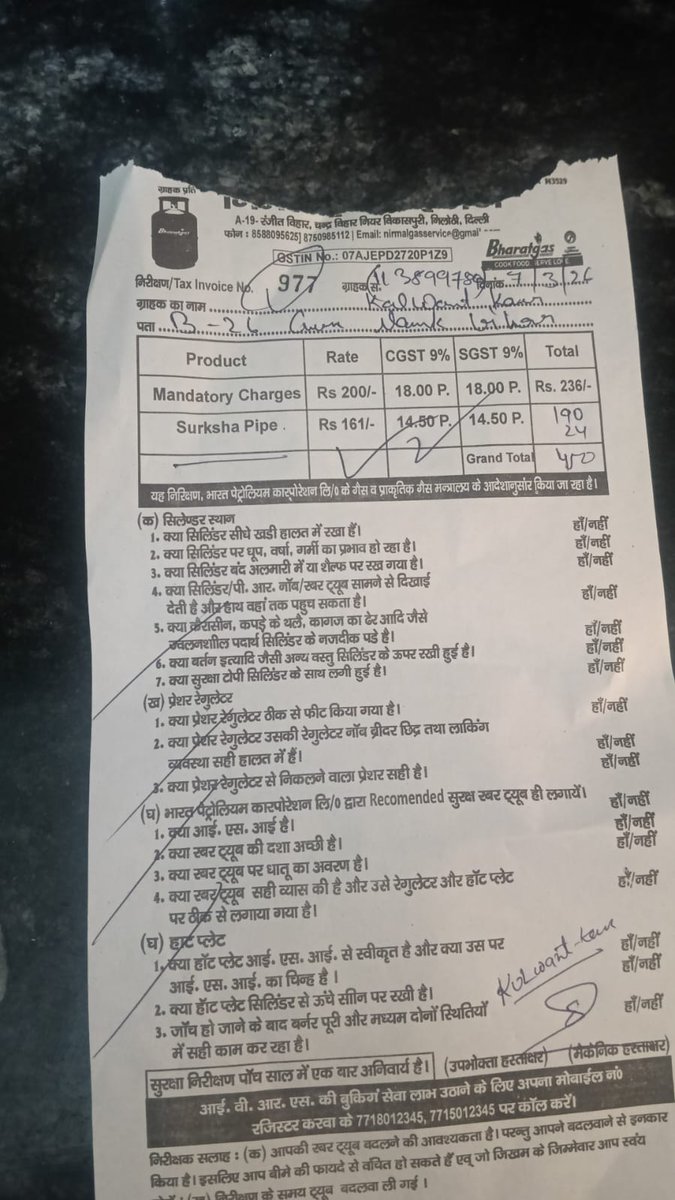 ग्राहक प्रति
M3529
A-19- रंजीत विहार, चन्द्र विहार नियर विकासपुरी, निलोठी, दिल्ली
फोन : 8588095625| 8750985112| Email: nirmalgasservice@gmai
Bharatgas
Bharatgas
COOK FOOD SERVE LOVE
GSTIN No.: 07AJEPD2720P1Z9
निरीक्षण/Tax Invoice No. 977 ग्राहक सं. दिनांक 7/3/26
ग्राहक का नाम Kaur
पता B-26 Nanak
Product Rate CGST 9% SGST 9% Total
Mandatory Charges Rs 200/- 18.00 P. 18.00 P. Rs. 236/-
Surksha Pipe . Rs 161/- 14.50 P. 14.50 P. 190
24
Grand Total 450
यह निरिक्षण, भारत पेट्रोलियम कारपोरेशन लि/० के गैस व प्राकृतिक गैस मन्त्रालय के आदेशानुसोर किया जा रहा है।
(क) सिलेण्डर स्थान
1. क्या सिलिंडर सीधे खडी हालत में रखा हैं। हाँ/नहीं
2. क्या सिलिंडर पर धूप, वर्षा, गर्मी का प्रभाव हो रहा है। हाँ/नहीं
3. क्या सिलिंडर बंद अलमारी में या शैल्फ पर रख गया है। हाँ/नहीं
4. क्या सिलिंडर/पी. आर. नॉब/रबर ट्यूब सामने से दिखाई
देती है और हाथ वहां तक पहुच सकता है। हाँ/नहीं
5. क्या कैरासीन, कपड़े के थलै, कागज का ढेर आदि जैसे
ज्वलनशाील पदार्थ सिलिंडर के नजदीक पडे है। हाँ/नहीं
6. क्या बर्तन इत्यादि जैसी अन्य वस्तु सिलिंडर के ऊपर रखी हुई है। हाँ/नहीं
7. क्या सुरक्षा टोपी सिलिंडर के साथ लगी हुई है। हाँ/नहीं
(ख) प्रेशर रेगुलेटर
1. क्या प्रेशर रेगुलेटर ठीक से फीट किया गया है। हाँ/नहीं
2. क्या प्रेशर रेगुलेटर उसकी रेगुलेटर नॉब ब्रीदर छिद्र तथा लाकिंग
व्यवस्था सही हालत में हैं। हाँ/नहीं
3. क्या प्रेशर रेगुलेटर से निकलने वाला प्रेशर सही है। हाँ/नहीं
(घ) भारत पेट्रोलियम कारपोरेशन लि/० द्वारा Recomended सुरक्ष रबर ट्यूब ही लगायें। हाँ/नहीं
1. क्या आई. एस. आई है। हाँ/नहीं
2. क्या रबर ट्यूब की दशा अच्छी है। हाँ/नहीं
3. क्या रबर ट्यूब पर धातू का अवरण है।
4. क्या रबर ट्यूब सही व्यास की है और उसे रेगुलेटर और हॉट प्लेट हाँ/नहीं
पर ठीक से लगाया गया है।
(घ) हाट प्लेट
1. क्या हॉट प्लेट आई. एस. आई. से स्वीकृत है और क्या उस पर हाँ/नहीं
आई. एस. आई. का चिन्ह है । हाँ/नहीं
2. क्या हॉट प्लेट सिलिंडर से ऊंचे साीन पर रखी है।
3. जाँच हो जाने के बाद बर्नर पूरी और मध्यम दोनों स्थितियों हाँ/नहीं
में सही काम कर रहा है।
Kulwant-kaur
सुरक्षा निरीक्षण पाँच साल में एक बार अनिवार्य है। (उपभोक्ता हस्ताक्षर) (मैकेनिक हस्ताक्षर)
आई. वी. आर. एस. की बुकिगं सेवा लाभ उठाने के लिए अपना मोबाईल नं०
रजिस्टर करवा के 7718012345, 7715012345 पर कॉल करें।
निरीक्षक सलाह : (क) आपकी रबर ट्यूब बदलने की आवश्यकता है। परन्तु आपने बदलवाने से इनकार
किया है। इसलिए आप बीमे की फायदे से वचित हो सकते हैं एव् जो जिखम के जिम्मेवार आप स्वंय
निरीक्षण के समय ट्यूब बदलवा ली गई ।